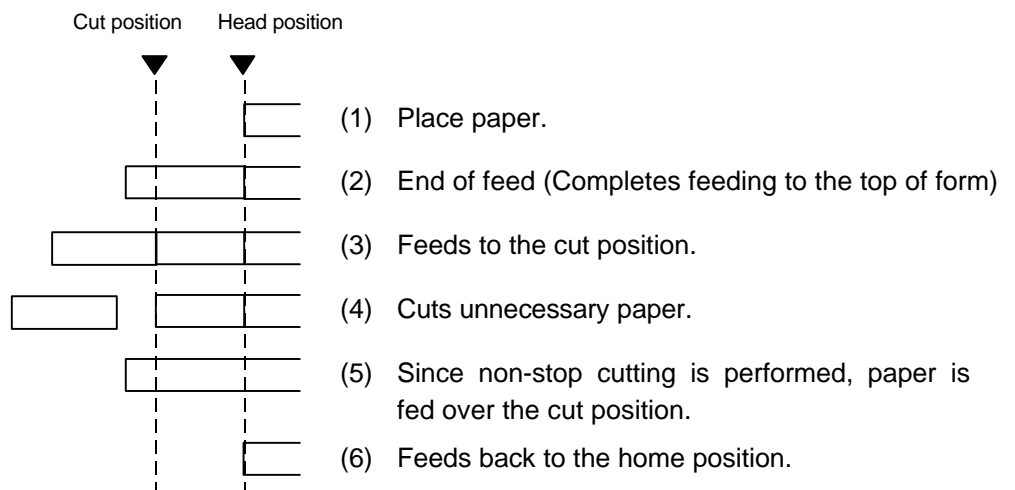 Cut position Head position
(1) Place paper.
(2) End of feed (Completes feeding to the top of form)
(3) Feeds to the cut position.
(4) Cuts unnecessary paper.
(5) Since non-stop cutting is performed, paper is
fed over the cut position.
(6) Feeds back to the home position.